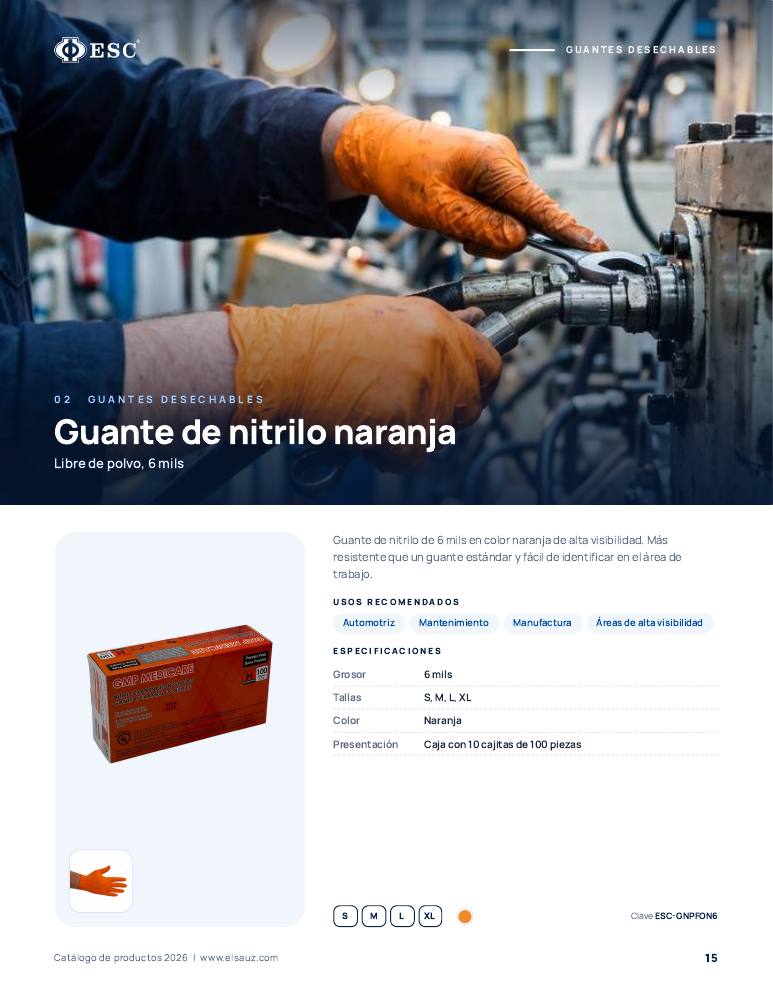 ESC
GUANTES DESECHABLES
02 GUANTES DESECHABLES
Guante de nitrilo naranja
Libre de polvo, 6 mils
Guante de nitrilo de 6 mils en color naranja de alta visibilidad. Más
resistente que un guante estándar y fácil de identificar en el área de
trabajo.
USOS RECOMENDADOS
Automotriz Mantenimiento Manufactura Áreas de alta visibilidad
ESPECIFICACIONES
Grosor 6 mils
Tallas S, M, L, XL
Color Naranja
Presentación Caja con 10 cajitas de 100 piezas
GMP MEDICARE
M 100
S M L XL
Clave ESC-GNPFON6
Catálogo de productos 2026 | www.elsauz.com
15